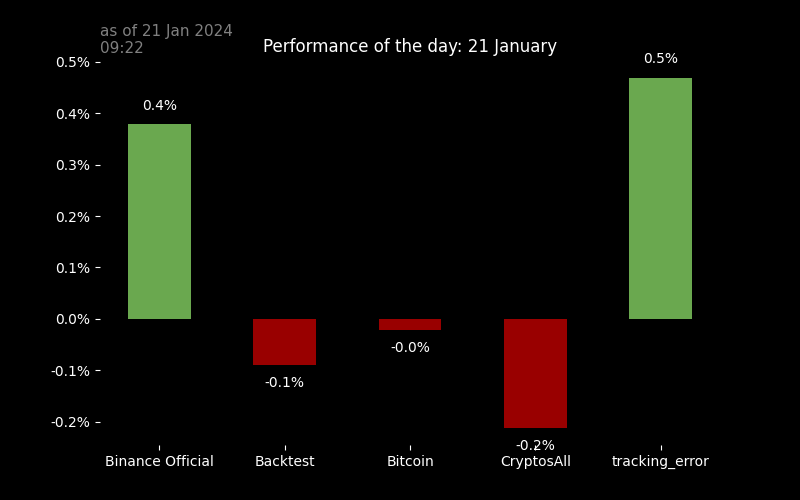 as of 21 Jan 2024
09:22
Performance of the day: 21 January
0.5%
0.5%
0.4%
0.4%
0.3%
0.2%
0.1%
0.0%
-0.0%
-0.1%
-0.1%
-0.2%
-0.2%
Binance Official
Backtest
Bitcoin
CryptosAll
tracking_error